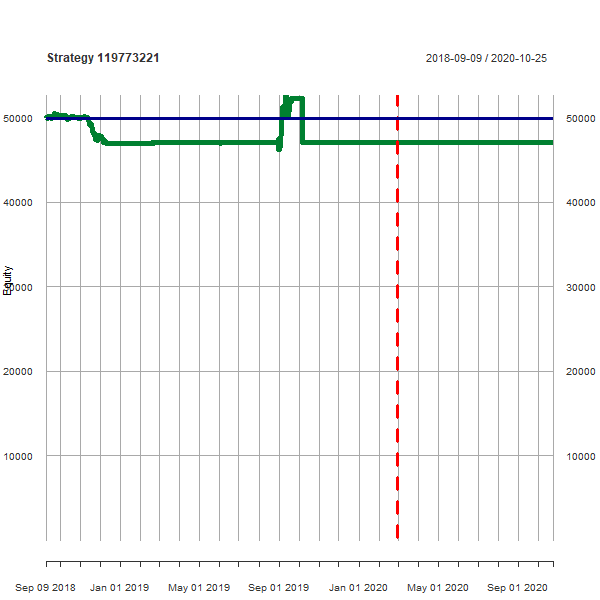 Strategy 119773221
2018-09-09 / 2020-10-25
50000 50000
40000 40000
30000 30000
20000 20000
10000 10000
Equity
Sep 09 2018 Jan 01 2019 May 01 2019 Sep 01 2019 Jan 01 2020 May 01 2020 Sep 01 2020